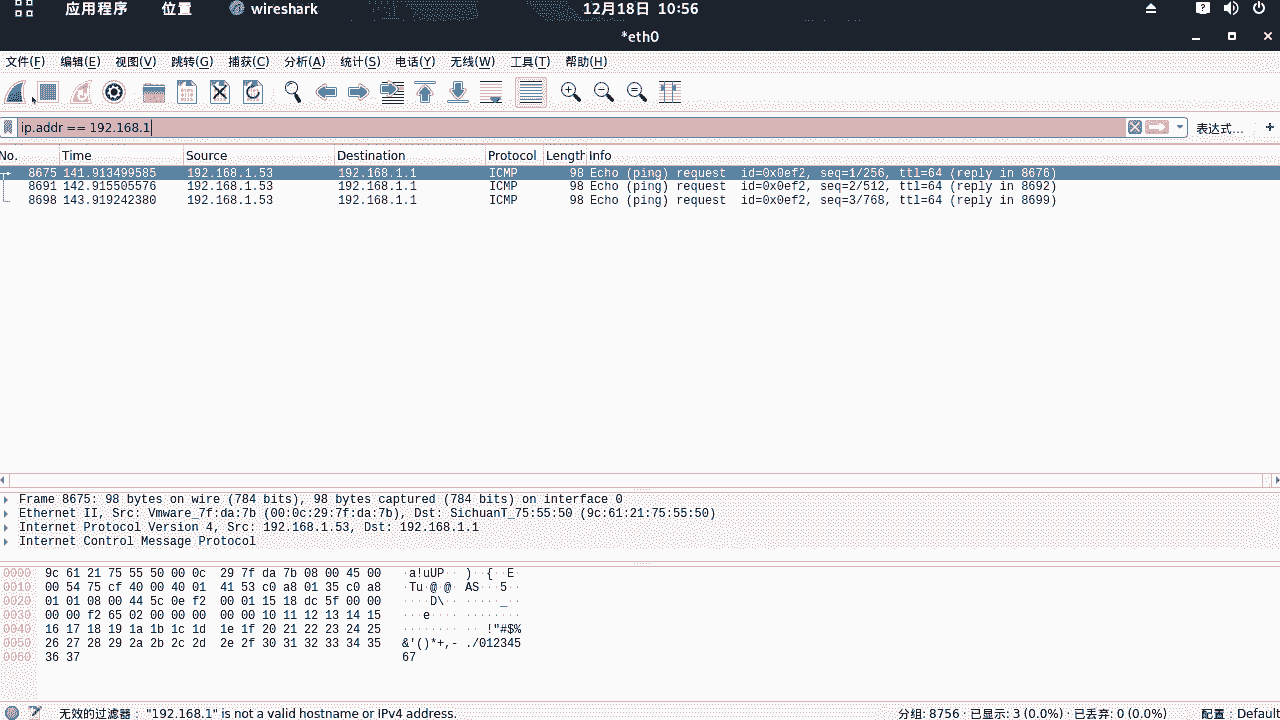 应用程序 位置 wireshark 12月18日 10:56
*eth0
文件(F) 编辑(E) 视图(V) 跳转(G) 捕获(C) 分析(A) 统计(S) 电话(Y) 无线(W) 工具(T) 帮助(H)
ip.addr == 192.168.1 表达式… +
No. Time Source Destination Protocol Length Info
8675 141.913499585 192.168.1.53 192.168.1.1 ICMP 98 Echo (ping) request id=0x0ef2, seq=1/256, ttl=64 (reply in 8676)
8691 142.915505576 192.168.1.53 192.168.1.1 ICMP 98 Echo (ping) request id=0x0ef2, seq=2/512, ttl=64 (reply in 8692)
8698 143.919242380 192.168.1.53 192.168.1.1 ICMP 98 Echo (ping) request id=0x0ef2, seq=3/768, ttl=64 (reply in 8699)
Frame 8675: 98 bytes on wire (784 bits), 98 bytes captured (784 bits) on interface 0
Ethernet II, Src: Vmware_7f:da:7b (00:0c:29:7f:da:7b), Dst: SichuanT_75:55:50 (9c:61:21:75:55:50)
Internet Protocol Version 4, Src: 192.168.1.53, Dst: 192.168.1.1
Internet Control Message Protocol
0000 9c 61 21 75 55 50 00 0c 29 7f da 7b 08 00 45 00 ·a!uUP·· )··{··E·
0010 00 54 75 cf 40 00 40 01 41 53 c0 a8 01 35 c0 a8 ·Tu·@·@· AS···5··
0020 01 01 08 00 44 5c 0e f2 00 01 15 18 dc 5f 00 00 ····D\·· ·····_··
0030 00 00 f2 65 02 00 00 00 00 00 10 11 12 13 14 15 ···e···· ········
0040 16 17 18 19 1a 1b 1c 1d 1e 1f 20 21 22 23 24 25 ········ ·· !"#$%
0050 26 27 28 29 2a 2b 2c 2d 2e 2f 30 31 32 33 34 35 &'()*+,- ./012345
0060 36 37 67
无效的过滤器： "192.168.1" is not a valid hostname or IPv4 address. 分组: 8756 · 已显示: 3 (0.0%) · 已丢弃: 0 (0.0%) 配置：Default